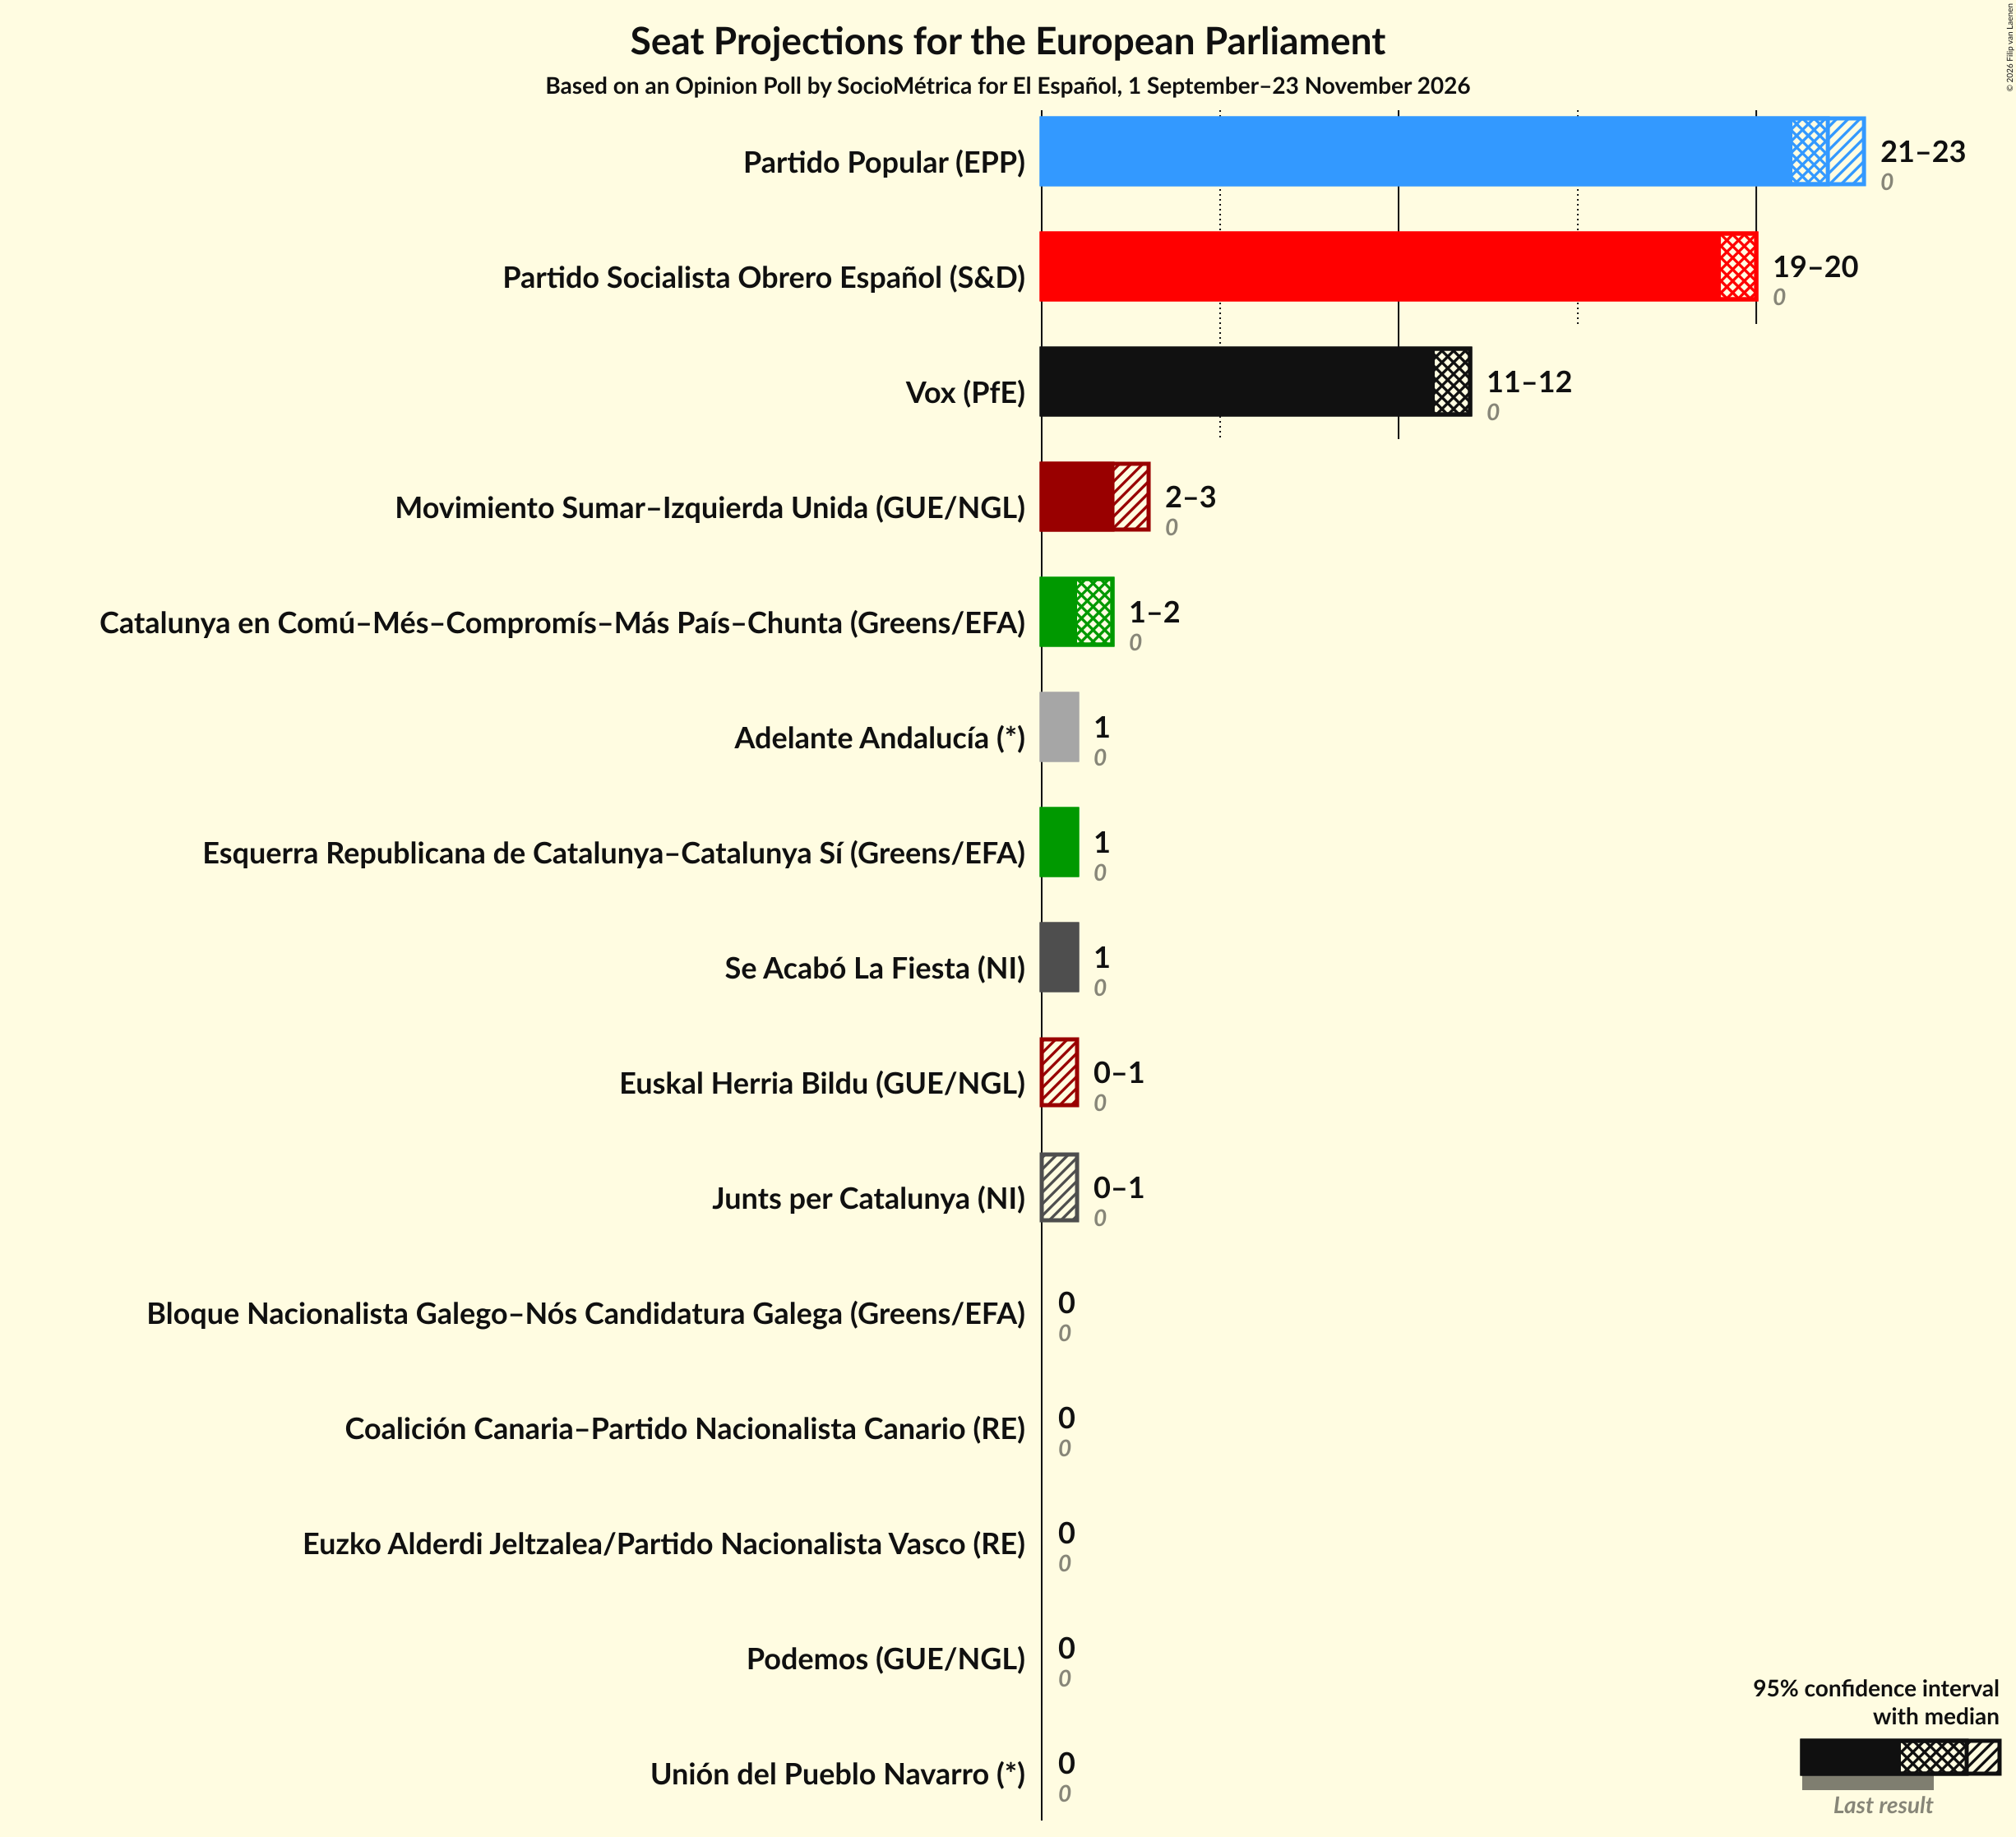 Seat Projections for the European Parliament
Based on an Opinion Poll by SocioMétrica for El Español, 1 September–23 November 2026
© 2026 Filip van Laenen
Partido Popular (EPP)
21–23
0
Partido Socialista Obrero Español (S&D)
19–20
0
Vox (PfE)
11–12
0
Movimiento Sumar–Izquierda Unida (GUE/NGL)
2–3
0
Catalunya en Comú–Més–Compromís–Más País–Chunta (Greens/EFA)
1–2
0
Adelante Andalucía (*)
1
0
Esquerra Republicana de Catalunya–Catalunya Sí (Greens/EFA)
1
0
Se Acabó La Fiesta (NI)
1
0
Euskal Herria Bildu (GUE/NGL)
0–1
0
Junts per Catalunya (NI)
0–1
0
Bloque Nacionalista Galego–Nós Candidatura Galega (Greens/EFA)
0
0
Coalición Canaria–Partido Nacionalista Canario (RE)
0
0
Euzko Alderdi Jeltzalea/Partido Nacionalista Vasco (RE)
0
0
Podemos (GUE/NGL)
0
0
Unión del Pueblo Navarro (*)
0
0
95% confidence interval
with median
Last result